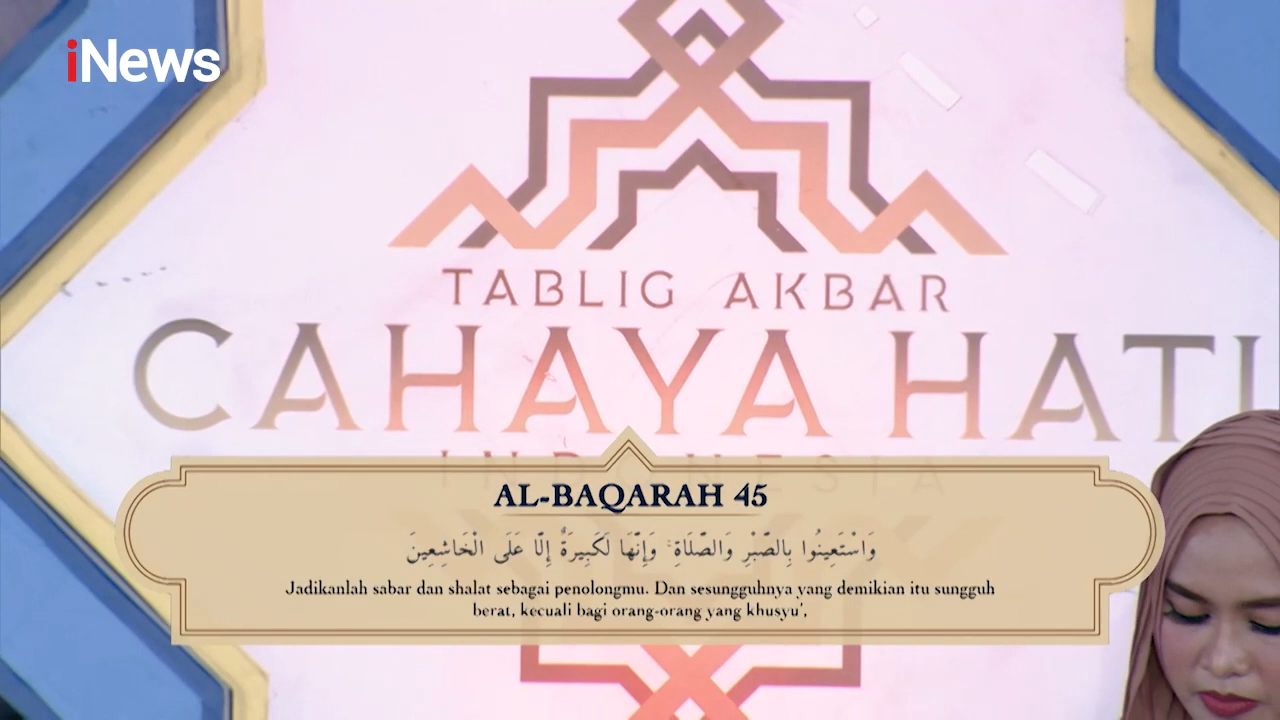 iNews
TABLIG AKBAR
CAHAYA HATI
INDONESIA
AL-BAQARAH 45
وَاسْتَعِينُوا بِالصَّبْرِ وَالصَّلَاةِ ۚ وَإِنَّهَا لَكَبِيرَةٌ إِلَّا عَلَى الْخَاشِعِينَ
Jadikanlah sabar dan shalat sebagai penolongmu. Dan sesungguhnya yang demikian itu sungguh
berat, kecuali bagi orang-orang yang khusyu',